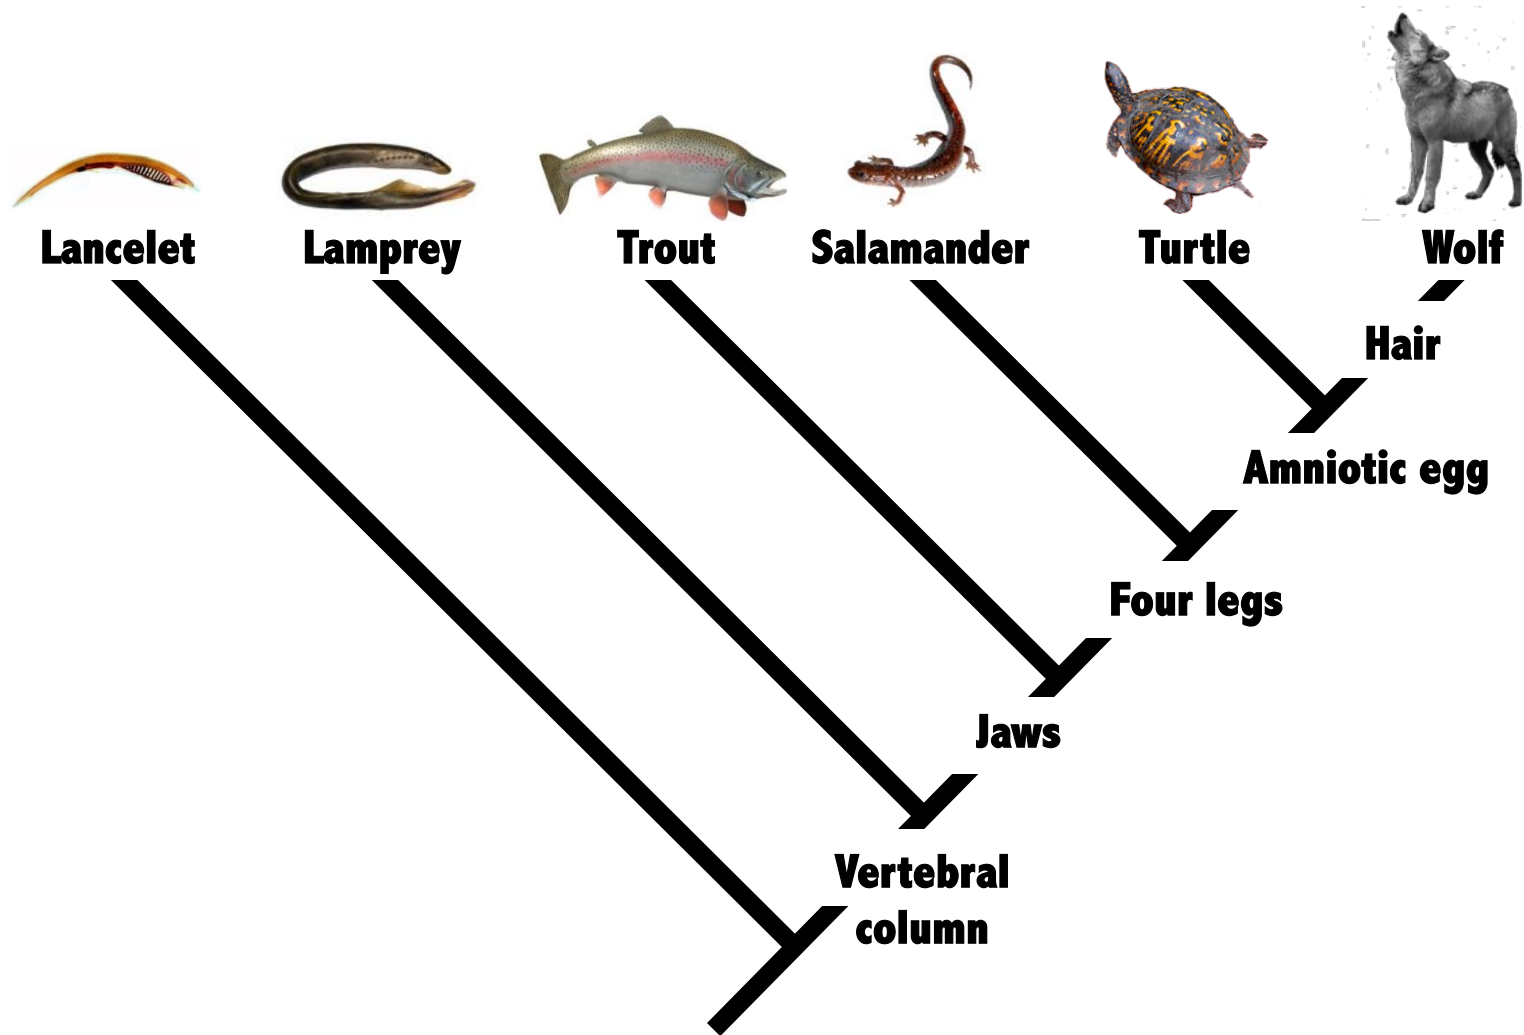 Lancelet
Lamprey
Trout
Salamander
Turtle
Wolf
Hair
Amniotic egg
Four legs
Jaws
Vertebral
column